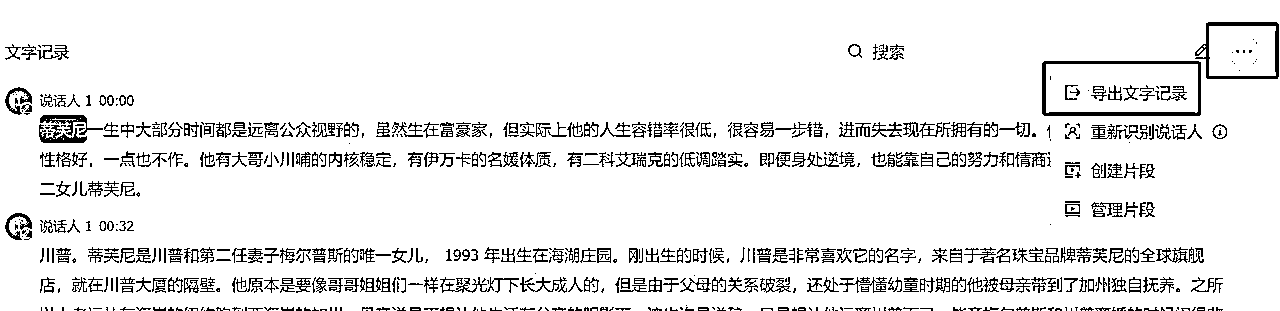 文字记录
搜索
导出文字记录
重新识别说话人
创建片段
管理片段
说话人 1 00:00
蒂芙尼一生中大部分时间都是远离公众视野的，虽然生在富豪家，但实际上他的人生容错率很低，很容易一步错，进而失去现在所拥有的一切。
性格好，一点也不作。他有大哥小川哺的内核稳定，有伊万卡的名媛体质，有二科艾瑞克的低调踏实。即便身处逆境，也能靠自己的努力和情商
二女儿蒂芙尼。
说话人 1 00:32
川普。蒂芙尼是川普和第二任妻子梅尔普斯的唯一女儿， 1993 年出生在海湖庄园。刚出生的时候，川普是非常喜欢它的名字，来自于著名珠宝品牌蒂芙尼的全球旗舰
店，就在川普大厦的隔壁。他原本是要像哥哥姐姐们一样在聚光灯下长大成人的，但是由于父母的关系破裂，还处于懵懂幼童时期的他被母亲带到了加州独自抚养。之所